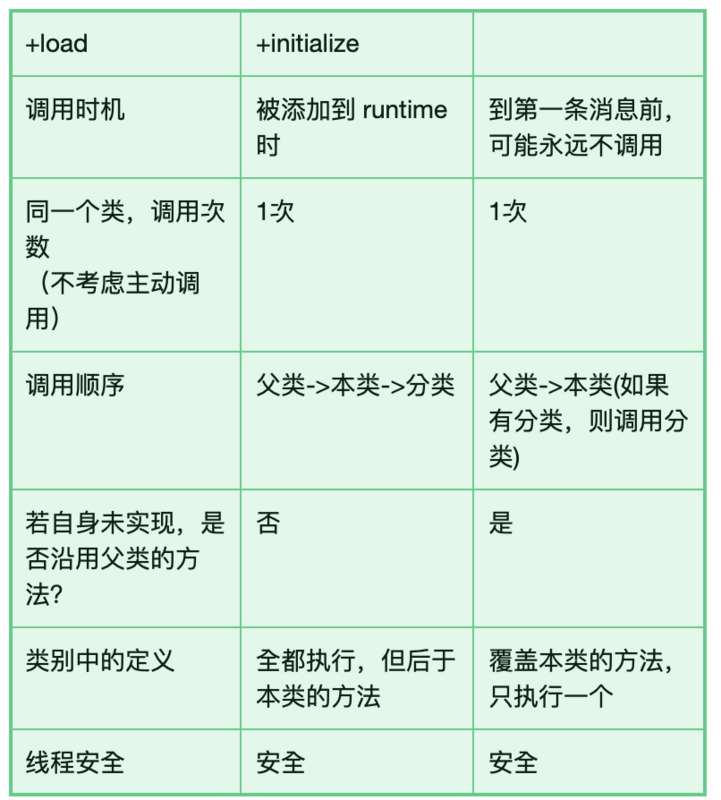 +load
+initialize
调用时机
被添加到 runtime
时
到第一条消息前，
可能永远不调用
同一个类，调用次
数
（不考虑主动调
用）
1次
1次
调用顺序
父类->本类->分类
父类->本类(如果
有分类，则调用分
类)
若自身未实现，是
否沿用父类的方
法?
否
是
类别中的定义
全都执行，但后于
本类的方法
覆盖本类的方法，
只执行一个
线程安全
安全
安全